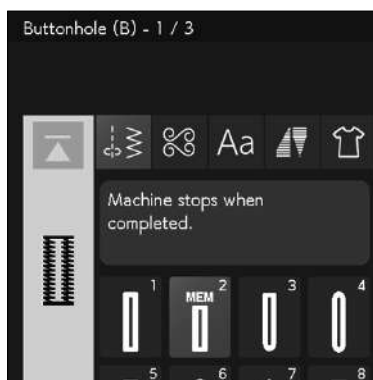 Buttonhole (B) - 1 / 3
Aa
Machine stops when
completed.
1 MEM 2 3 4
5 6 7 8